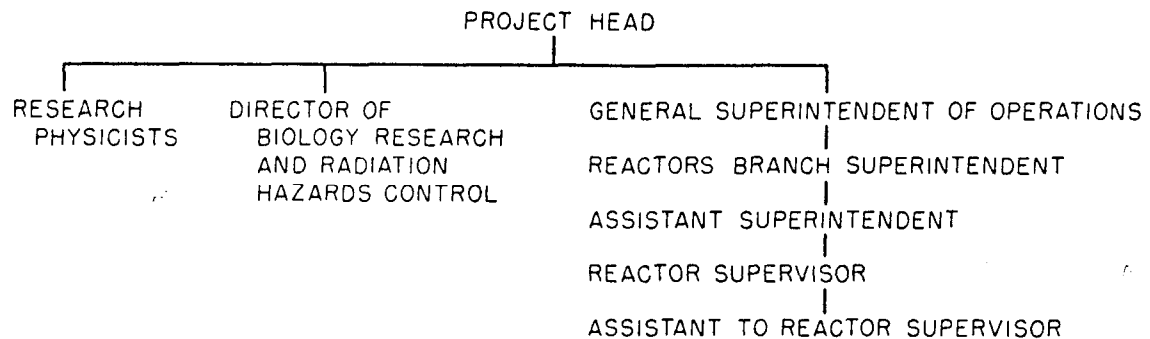 PROJECT HEAD
RESEARCH
PHYSICISTS
DIRECTOR OF
BIOLOGY RESEARCH
AND RADIATION
HAZARDS CONTROL
GENERAL SUPERINTENDENT OF OPERATIONS
REACTORS BRANCH SUPERINTENDENT
ASSISTANT SUPERINTENDENT
REACTOR SUPERVISOR
ASSISTANT TO REACTOR SUPERVISOR